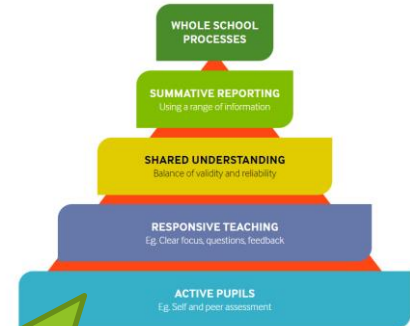 WHOLE SCHOOL
PROCESSES
SUMMATIVE REPORTING
Using a range of information
SHARED UNDERSTANDING
Balance of validity and reliability
RESPONSIVE TEACHING
Eg. Clear focus, questions, feedback
ACTIVE PUPILS
Eg. Self and peer assessment